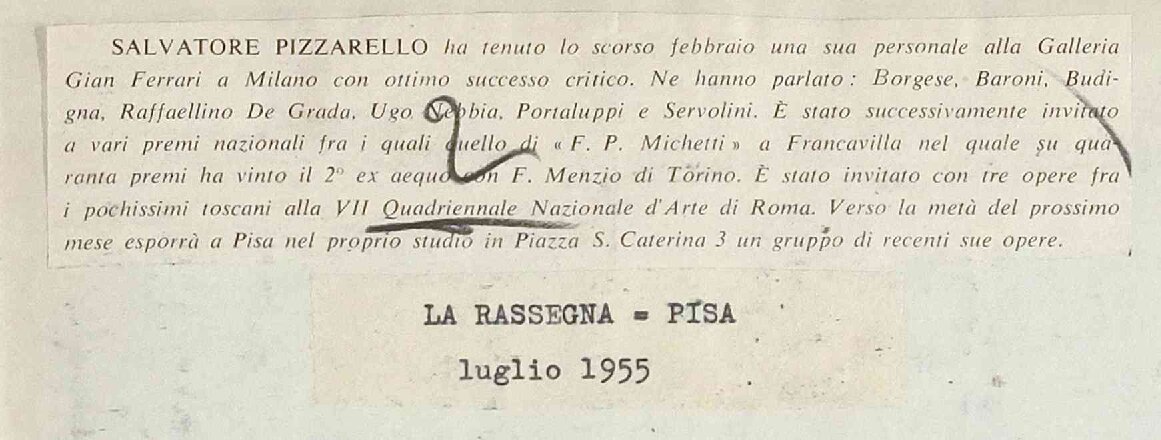 SALVATORE PIZZARELLO ha tenuto lo scorso febbraio una sua personale alla Galleria
Gian Ferrari a Milano con ottimo successo critico. Ne hanno parlato: Borgese, Baroni, Budi-
gna, Raffaellino De Grada, Ugo Nebbia, Portaluppi e Servolini. È stato successivamente invitato
a vari premi nazionali fra i quali quello di « F. P. Michetti » a Francavilla nel quale su qua-
ranta premi ha vinto il 2° ex aequo con F. Menzio di Torino. È stato invitato con tre opere fra
i pochissimi toscani alla VII Quadriennale Nazionale d'Arte di Roma. Verso la metà del prossimo
mese esporrà a Pisa nel proprio studio in Piazza S. Caterina 3 un gruppo di recenti sue opere.
2
LA RASSEGNA = PISA
luglio 1955